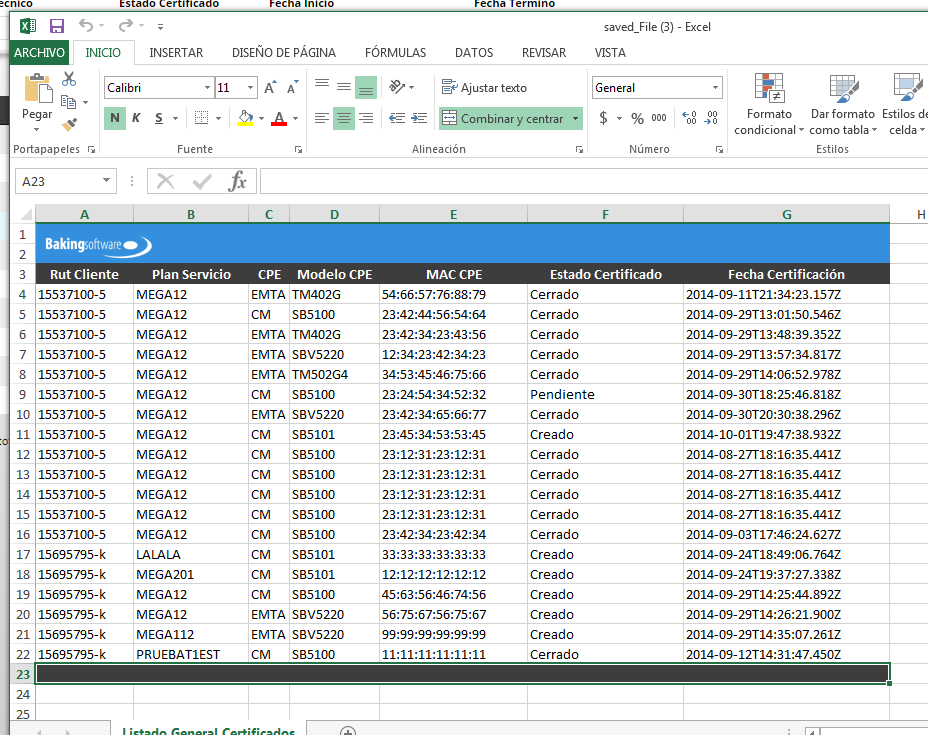 ecnico Estado Certificado Fecha Inicio Fecha Termino
saved_File (3) - Excel
ARCHIVO INICIO INSERTAR DISEÑO DE PÁGINA FÓRMULAS DATOS REVISAR VISTA
Calibri 11 Ajustar texto General
Pegar N K S A Combinar y centrar $ % 000 Formato condicional Dar formato como tabla Estilos de celda
Portapapeles Fuente Alineación Número Estilos
A23 fx
A B C D E F G H
1 Bakingsoftware
2
3 Rut Cliente Plan Servicio CPE Modelo CPE MAC CPE Estado Certificado Fecha Certificación
4 15537100-5 MEGA12 EMTA TM402G 54:66:57:76:88:79 Cerrado 2014-09-11T21:34:23.157Z
5 15537100-5 MEGA12 CM SB5100 23:42:44:56:54:64 Cerrado 2014-09-29T13:01:50.546Z
6 15537100-5 MEGA12 EMTA TM402G 23:42:34:23:43:56 Cerrado 2014-09-29T13:48:39.352Z
7 15537100-5 MEGA12 EMTA SBV5220 12:34:23:42:34:23 Cerrado 2014-09-29T13:57:34.817Z
8 15537100-5 MEGA12 EMTA TM502G4 34:53:45:46:75:66 Cerrado 2014-09-29T14:06:52.978Z
9 15537100-5 MEGA12 CM SB5100 23:24:54:34:52:32 Pendiente 2014-09-30T18:25:46.818Z
10 15537100-5 MEGA12 EMTA SBV5220 23:42:34:65:66:77 Cerrado 2014-09-30T20:30:38.296Z
11 15537100-5 MEGA12 CM SB5101 23:45:34:53:53:45 Creado 2014-10-01T19:47:38.932Z
12 15537100-5 MEGA12 CM SB5100 23:12:31:23:12:31 Cerrado 2014-08-27T18:16:35.441Z
13 15537100-5 MEGA12 CM SB5100 23:12:31:23:12:31 Cerrado 2014-08-27T18:16:35.441Z
14 15537100-5 MEGA12 CM SB5100 23:12:31:23:12:31 Cerrado 2014-08-27T18:16:35.441Z
15 15537100-5 MEGA12 CM SB5100 23:12:31:23:12:31 Cerrado 2014-08-27T18:16:35.441Z
16 15537100-5 MEGA12 CM SB5100 23:42:34:23:42:34 Cerrado 2014-09-03T17:46:24.627Z
17 15695795-k LALALA CM SB5101 33:33:33:33:33:33 Creado 2014-09-24T18:49:06.764Z
18 15695795-k MEGA201 CM SB5101 12:12:12:12:12:12 Creado 2014-09-24T19:37:27.338Z
19 15695795-k MEGA12 CM SB5100 45:63:56:46:74:56 Creado 2014-09-29T14:25:44.892Z
20 15695795-k MEGA12 EMTA SBV5220 56:75:67:56:75:67 Creado 2014-09-29T14:26:21.900Z
21 15695795-k MEGA112 EMTA SBV5220 99:99:99:99:99:99 Creado 2014-09-29T14:35:07.261Z
22 15695795-k PRUEBAT1EST CM SB5100 11:11:11:11:11:11 Cerrado 2014-09-12T14:31:47.450Z
23
24
25
Listado General Certificados